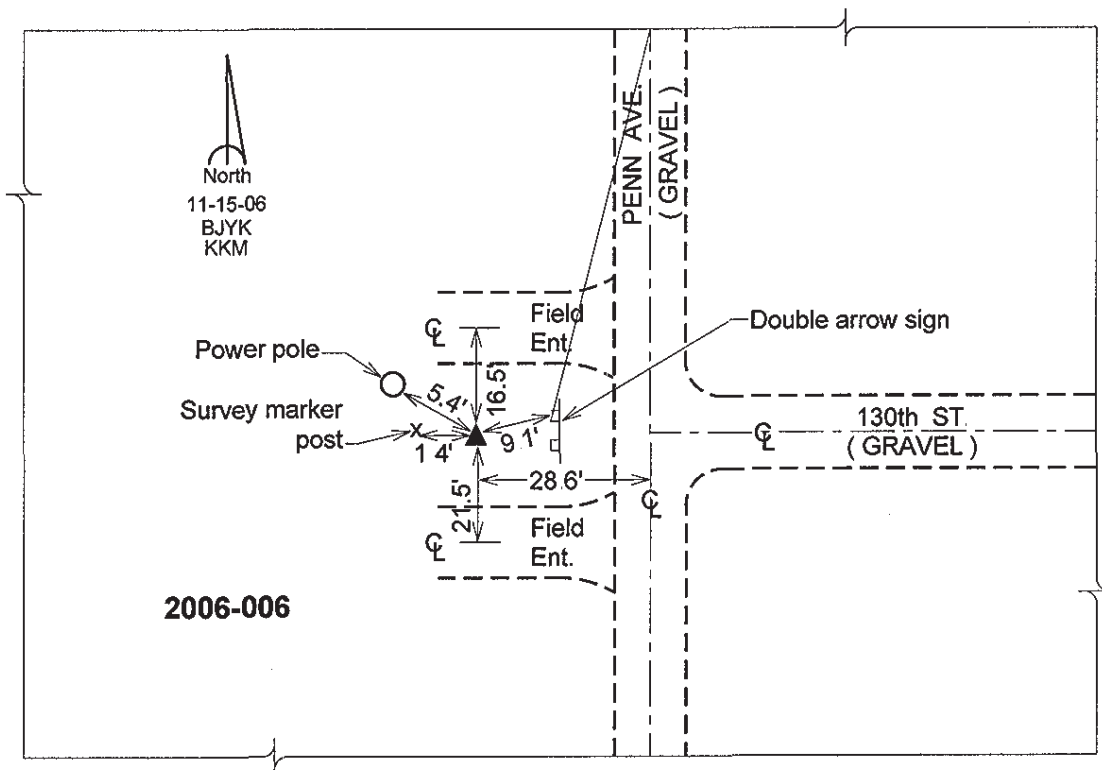 North
11-15-06
BJYK
KKM
PENN AVE.
( GRAVEL )
Field
Ent.
Double arrow sign
Power pole
5.4'
16.5'
Survey marker
post
x
1 4'
9 1'
130th ST.
( GRAVEL )
℄
℄
28.6'
21.5'
℄
℄
Field
Ent.
2006-006